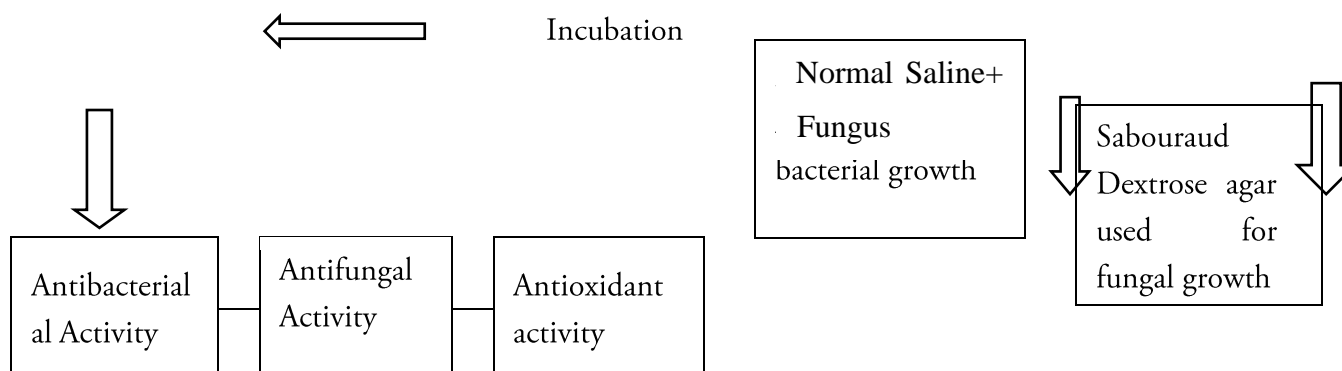 Incubation
Normal Saline+
Fungus
bacterial growth
Sabouraud
Dextrose agar
used for
fungal growth
Antibacterial
al Activity
Antifungal
Activity
Antioxidant
activity